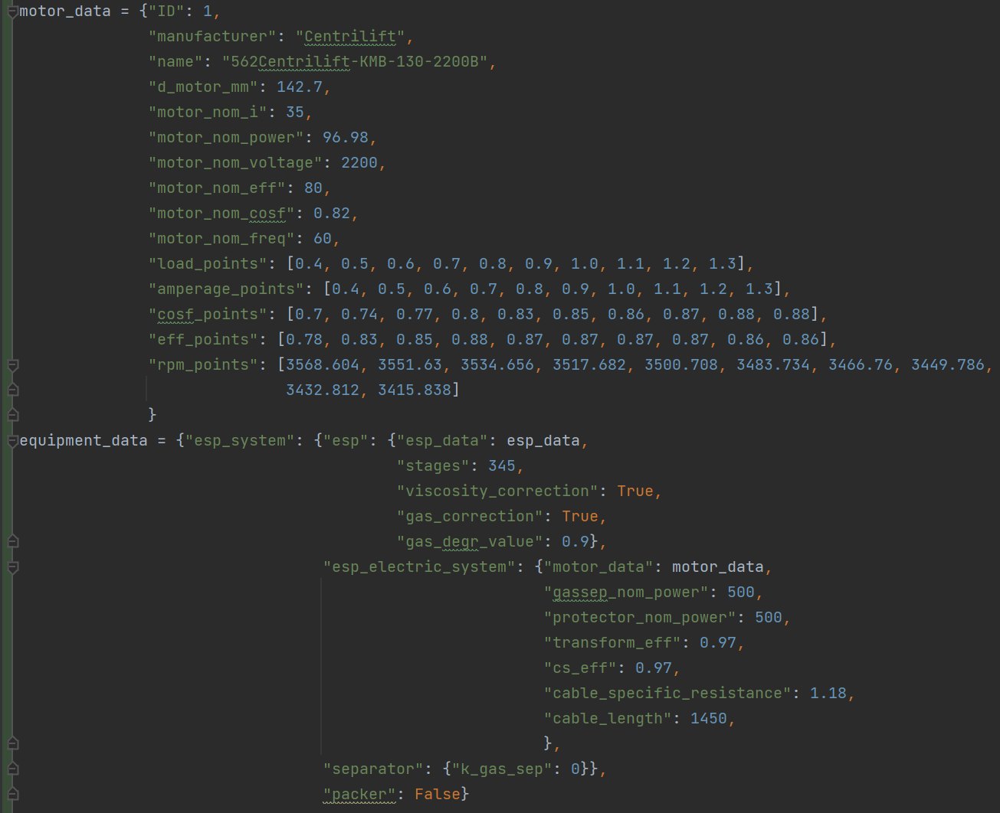 motor_data = {"ID": 1,
"manufacturer": "Centrilift",
"name": "562Centrilift-KMB-130-2200B",
"d_motor_mm": 142.7,
"motor_nom_i": 35,
"motor_nom_power": 96.98,
"motor_nom_voltage": 2200,
"motor_nom_eff": 80,
"motor_nom_cosf": 0.82,
"motor_nom_freq": 60,
"load_points": [0.4, 0.5, 0.6, 0.7, 0.8, 0.9, 1.0, 1.1, 1.2, 1.3],
"amperage_points": [0.4, 0.5, 0.6, 0.7, 0.8, 0.9, 1.0, 1.1, 1.2, 1.3],
"cosf_points": [0.7, 0.74, 0.77, 0.8, 0.83, 0.85, 0.86, 0.87, 0.88, 0.88],
"eff_points": [0.78, 0.83, 0.85, 0.88, 0.87, 0.87, 0.87, 0.87, 0.86, 0.86],
"rpm_points": [3568.604, 3551.63, 3534.656, 3517.682, 3500.708, 3483.734, 3466.76, 3449.786,
3432.812, 3415.838]
}
equipment_data = {"esp_system": {"esp": {"esp_data": esp_data,
"stages": 345,
"viscosity_correction": True,
"gas_correction": True,
"gas_degr_value": 0.9},
"esp_electric_system": {"motor_data": motor_data,
"gassep_nom_power": 500,
"protector_nom_power": 500,
"transform_eff": 0.97,
"cs_eff": 0.97,
"cable_specific_resistance": 1.18,
"cable_length": 1450,
},
"separator": {"k_gas_sep": 0}},
"packer": False}